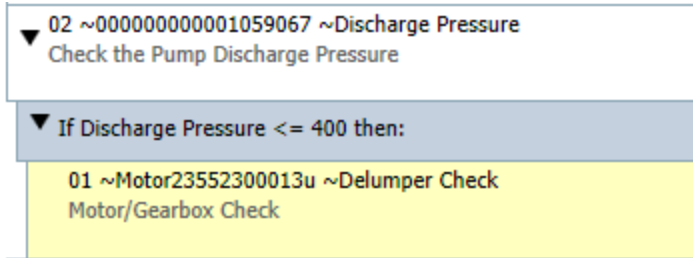 02 ~000000000001059067 ~Discharge Pressure
Check the Pump Discharge Pressure
If Discharge Pressure <= 400 then:
01 ~Motor23552300013u ~Delumper Check
Motor/Gearbox Check